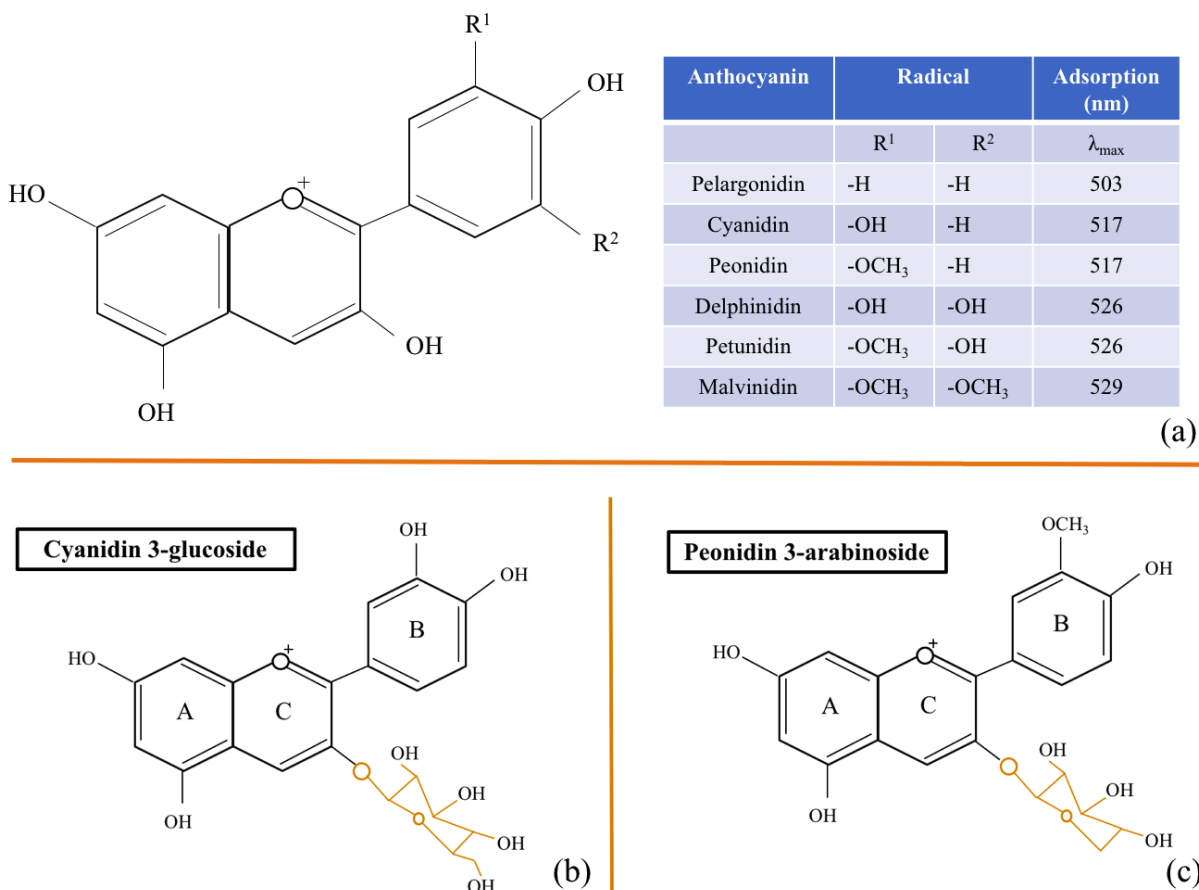 R¹
OH
HO
+
R²
OH
OH
Anthocyanin Radical Adsorption (nm)
R¹ R² λmax
Pelargonidin -H -H 503
Cyanidin -OH -H 517
Peonidin -OCH₃ -H 517
Delphinidin -OH -OH 526
Petunidin -OCH₃ -OH 526
Malvinidin -OCH₃ -OCH₃ 529
(a)
Cyanidin 3-glucoside
OH
OH
B
+
HO
A C
OH
OH
OH
OH
OH
O
(b)
Peonidin 3-arabinoside
OCH₃
OH
B
+
HO
A C
OH
OH
OH
OH
O
(c)